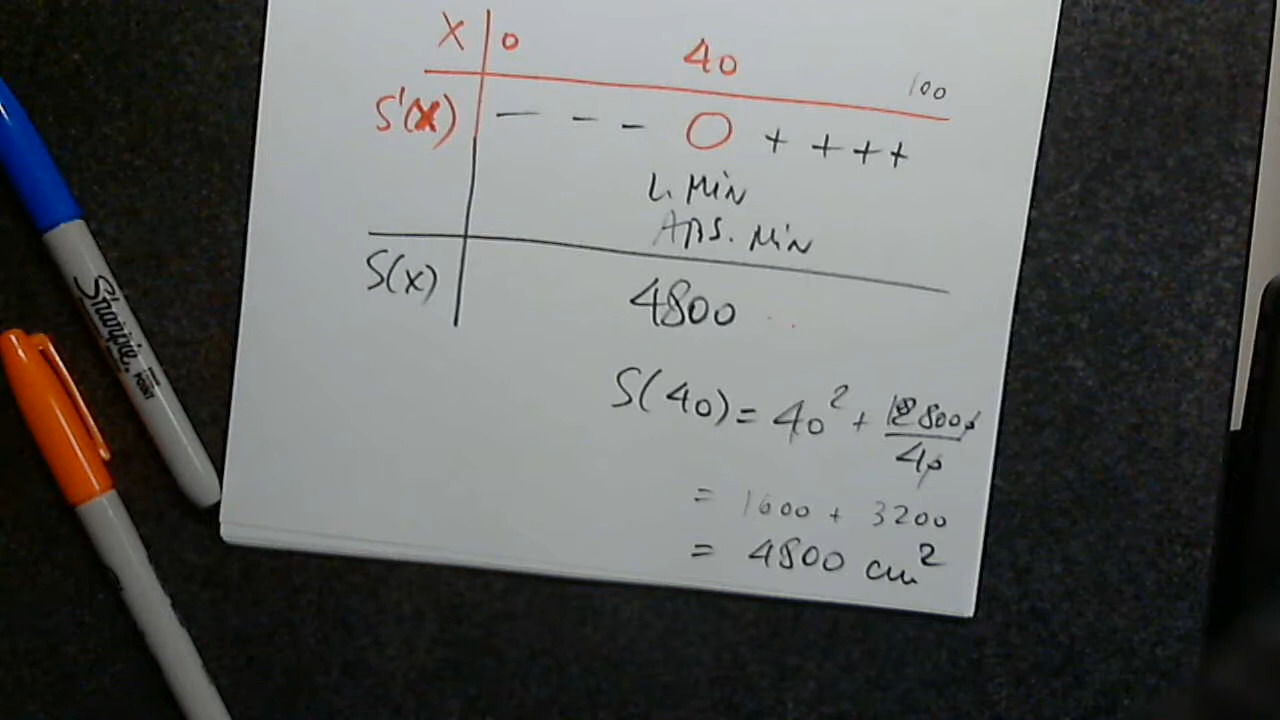 x 0 40 100
S'(x) - - - 0 + + + +
L. MIN
ABS. MIN
S(x) 4800
S(40) = 40² + 128000/40
= 1600 + 3200
= 4800 cm²
Sharpie